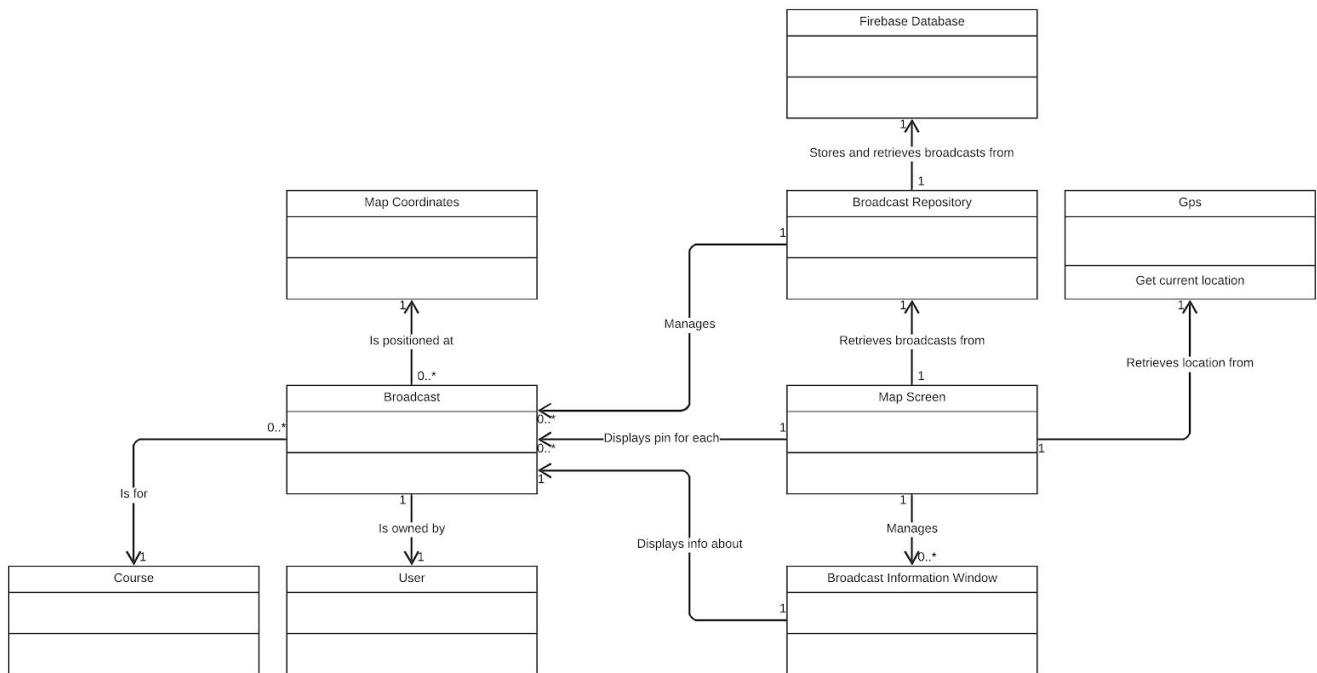 Firebase Database
1
Stores and retrieves broadcasts from
1
Map Coordinates
Broadcast Repository
Gps
1
Get current location
1
1
1
Manages
Is positioned at
Retrieves broadcasts from
Retrieves location from
0..*
1
Broadcast
Map Screen
0..*
0..*
1
Displays pin for each
0..*
1
1
1
1
1
Is for
Is owned by
Manages
Displays info about
1
1
0..*
Course
User
Broadcast Information Window
1